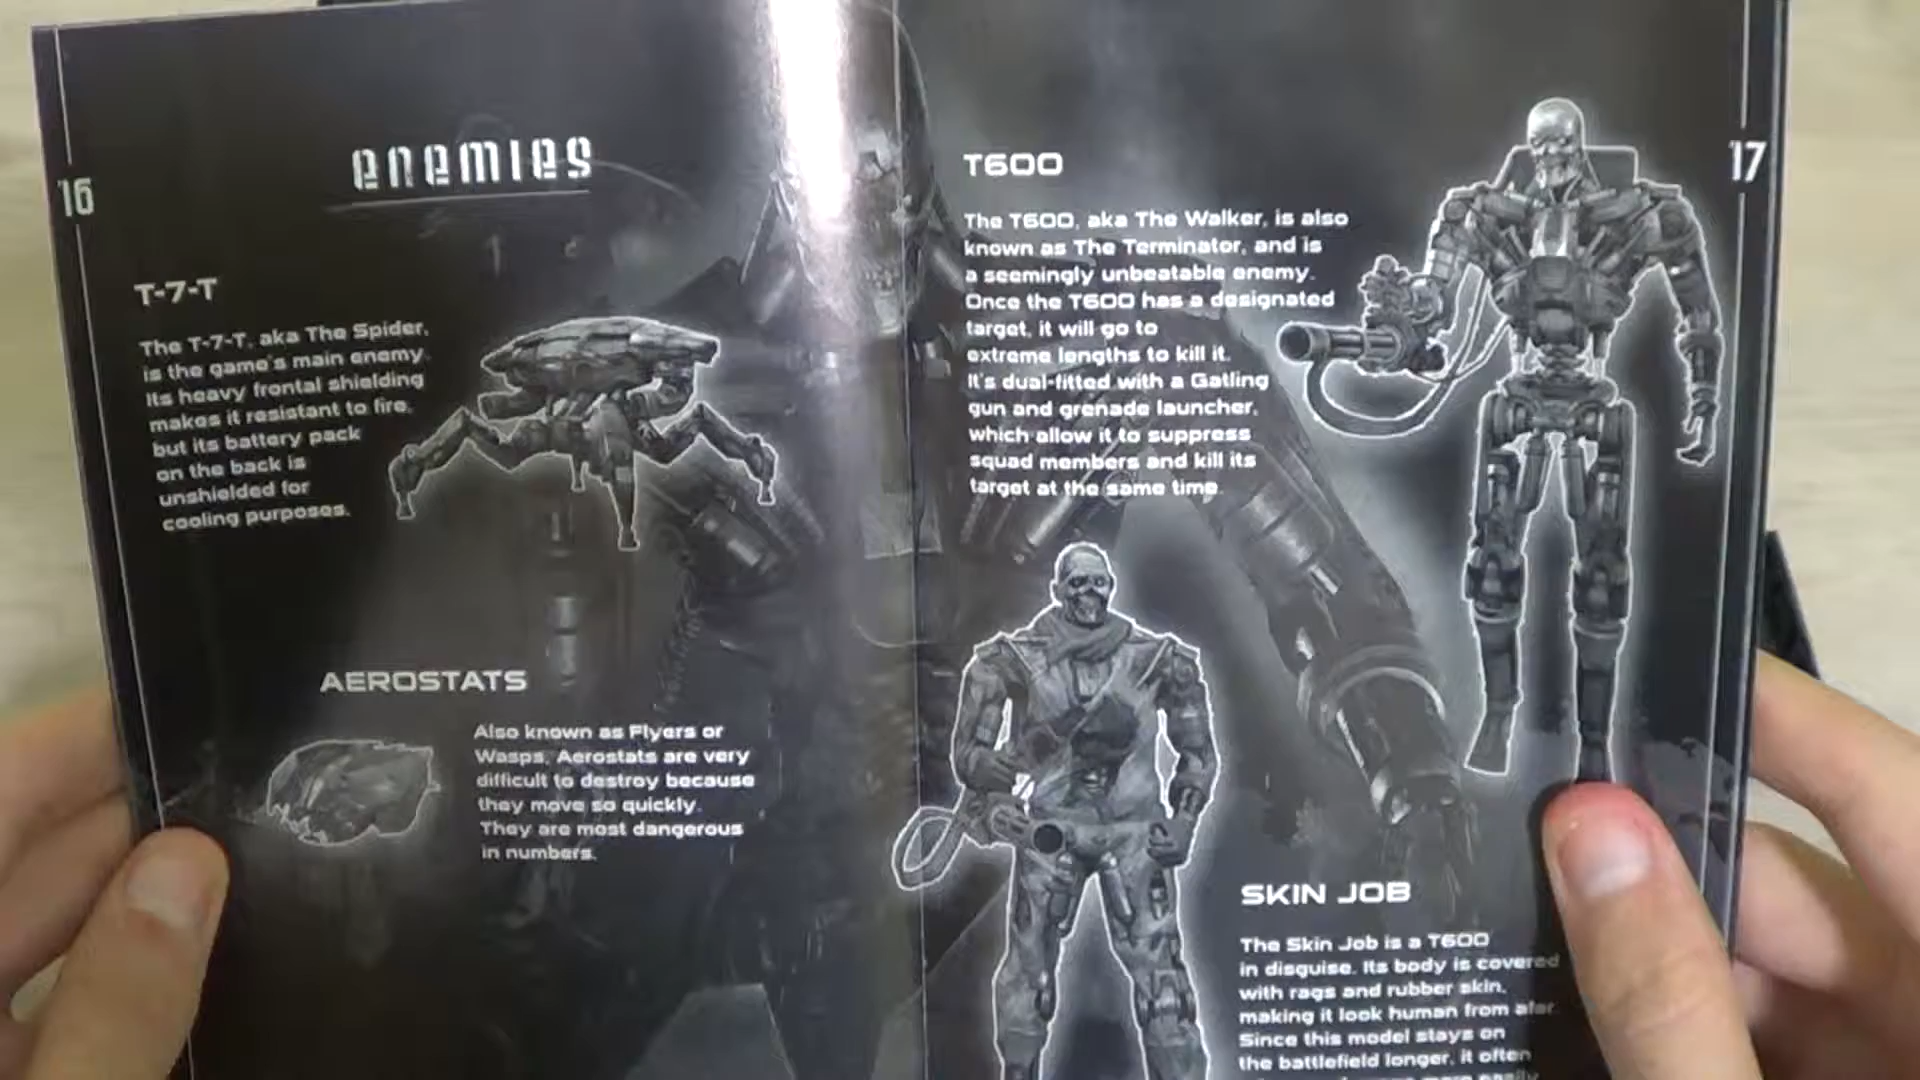 16
enemies
T-7-T
The T-7-T, aka The Spider,
is the game's main enemy.
Its heavy frontal shielding
makes it resistant to fire,
but its battery pack
on the back is
unshielded for
cooling purposes.
AEROSTATS
Also known as Flyers or
Wasps, Aerostats are very
difficult to destroy because
they move so quickly.
They are most dangerous
in numbers.
17
T600
The T600, aka The Walker, is also
known as The Terminator, and is
a seemingly unbeatable enemy.
Once the T600 has a designated
target, it will go to
extreme lengths to kill it.
It's dual-fitted with a Gatling
gun and grenade launcher,
which allow it to suppress
squad members and kill its
target at the same time.
SKIN JOB
The Skin Job is a T600
in disguise. Its body is covered
with rags and rubber skin,
making it look human from afar.
Since this model stays on
the battlefield longer, it often